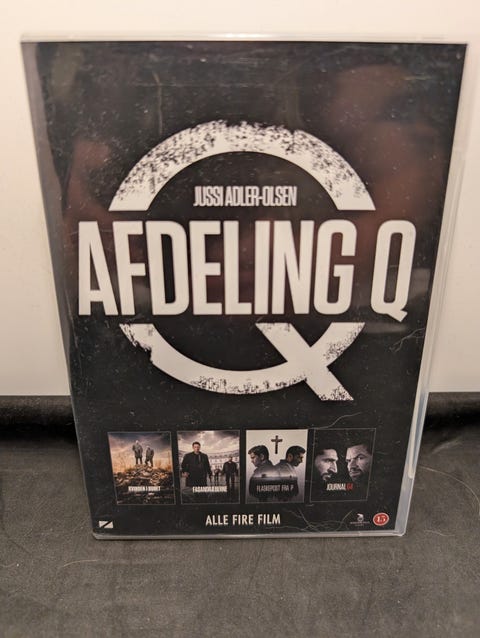 JUSSI ADLER-OLSEN
AFDELING Q
KVINDEN I BURET
FASANDRÆBERNE
FLASKEPOST FRA P
JOURNAL 64
ALLE FIRE FILM
15